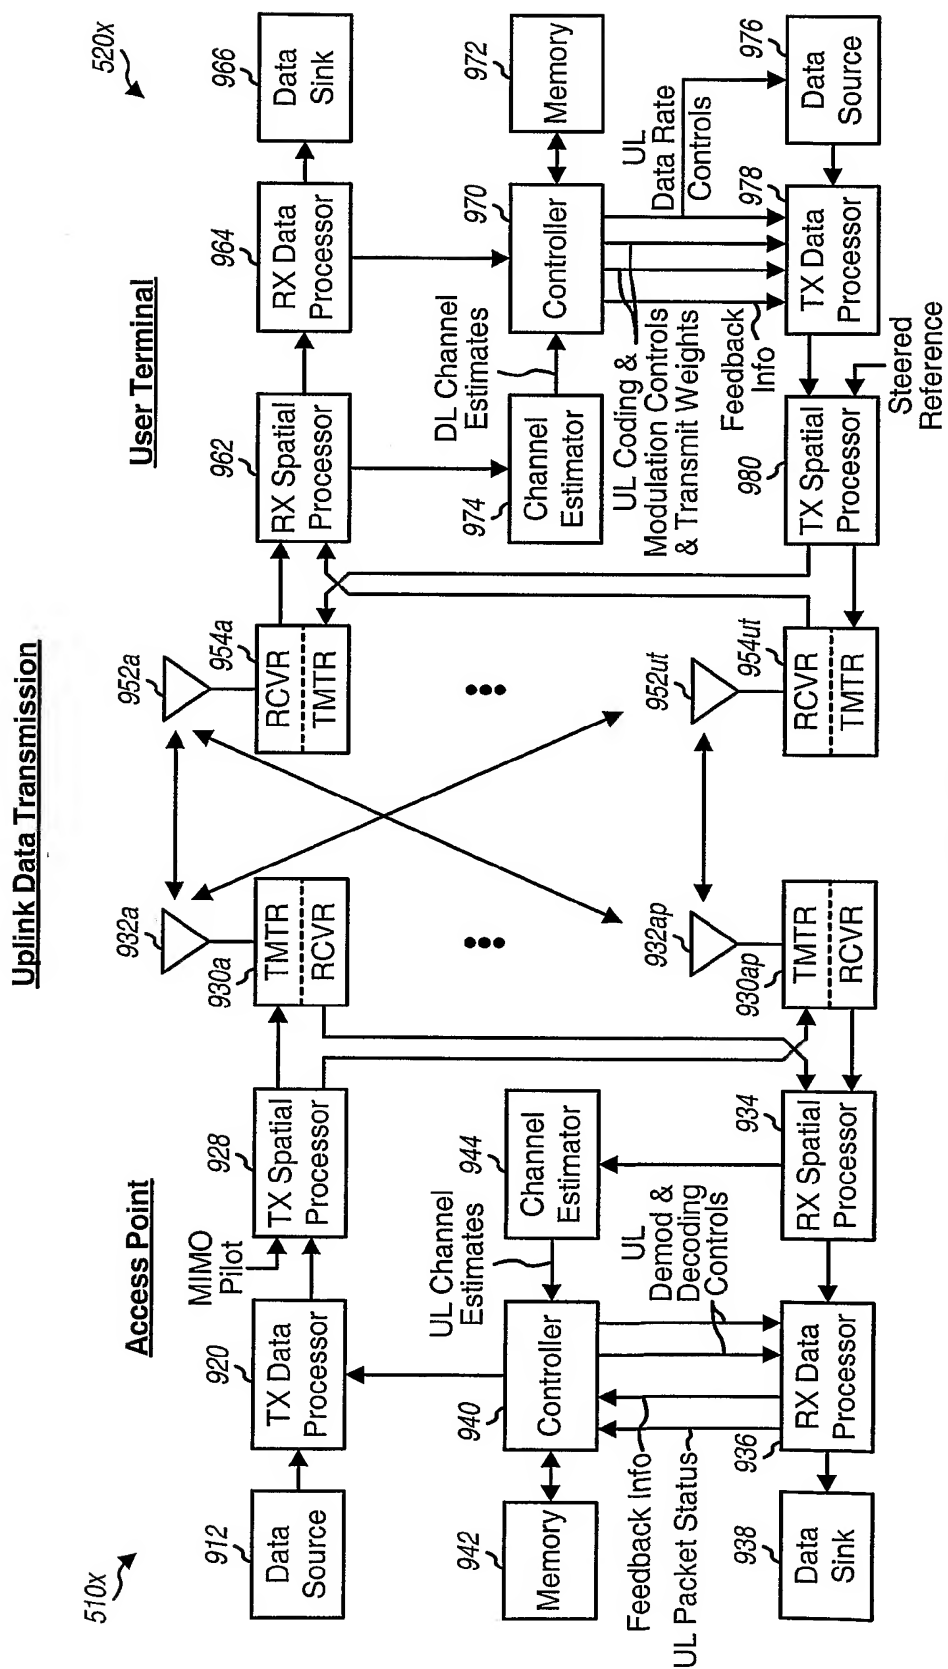 Uplink Data Transmission
510x
Access Point
User Terminal
520x
912
Data
Source
920
TX Data
Processor
MIMO
Pilot
928
TX Spatial
Processor
930a
TMTR
RCVR
932a
952a
954a
RCVR
TMTR
962
RX Spatial
Processor
964
RX Data
Processor
966
Data
Sink
942
Memory
940
Controller
UL Channel
Estimates
944
Channel
Estimator
974
Channel
Estimator
DL Channel
Estimates
970
Controller
972
Memory
Feedback Info
UL Packet Status
UL
Demod &
Decoding
Controls
UL Coding &
Modulation Controls
& Transmit Weights
Feedback
Info
UL
Data Rate
Controls
938
Data
Sink
936
RX Data
Processor
934
RX Spatial
Processor
930ap
TMTR
RCVR
932ap
952ut
954ut
RCVR
TMTR
980
TX Spatial
Processor
Steered
Reference
978
TX Data
Processor
976
Data
Source